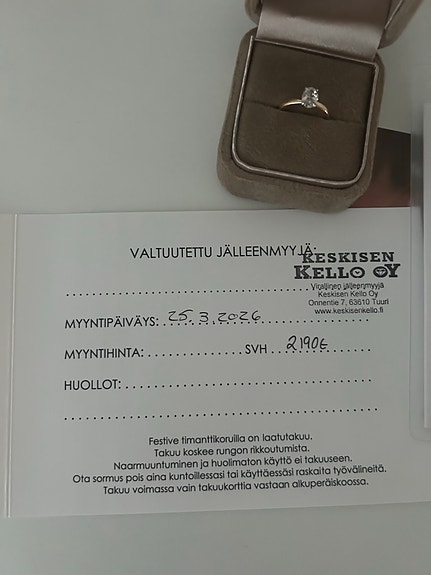 VALTUUTETTU JÄLLEENMYYJÄ:
KESKISEN
KELLO OY
Virallinen jälleenmyyjä
Keskisen Kello Oy
Onnentie 7, 63610 Tuuri
www.keskisenkello.fi
MYYNTIPÄIVÄYS: 25.3.2026
MYYNTIHINTA: SVH 2190€
HUOLLOT:
Festive timanttikoruilla on laatutakuu.
Takuu koskee rungon rikkoutumista.
Naarmuuntuminen ja huolimaton käyttö ei takuuseen.
Ota sormus pois aina kuntoillessasi tai käyttäessäsi raskaita työvälineitä.
Takuu voimassa vain takuukorttia vastaan alkuperäiskoossa.